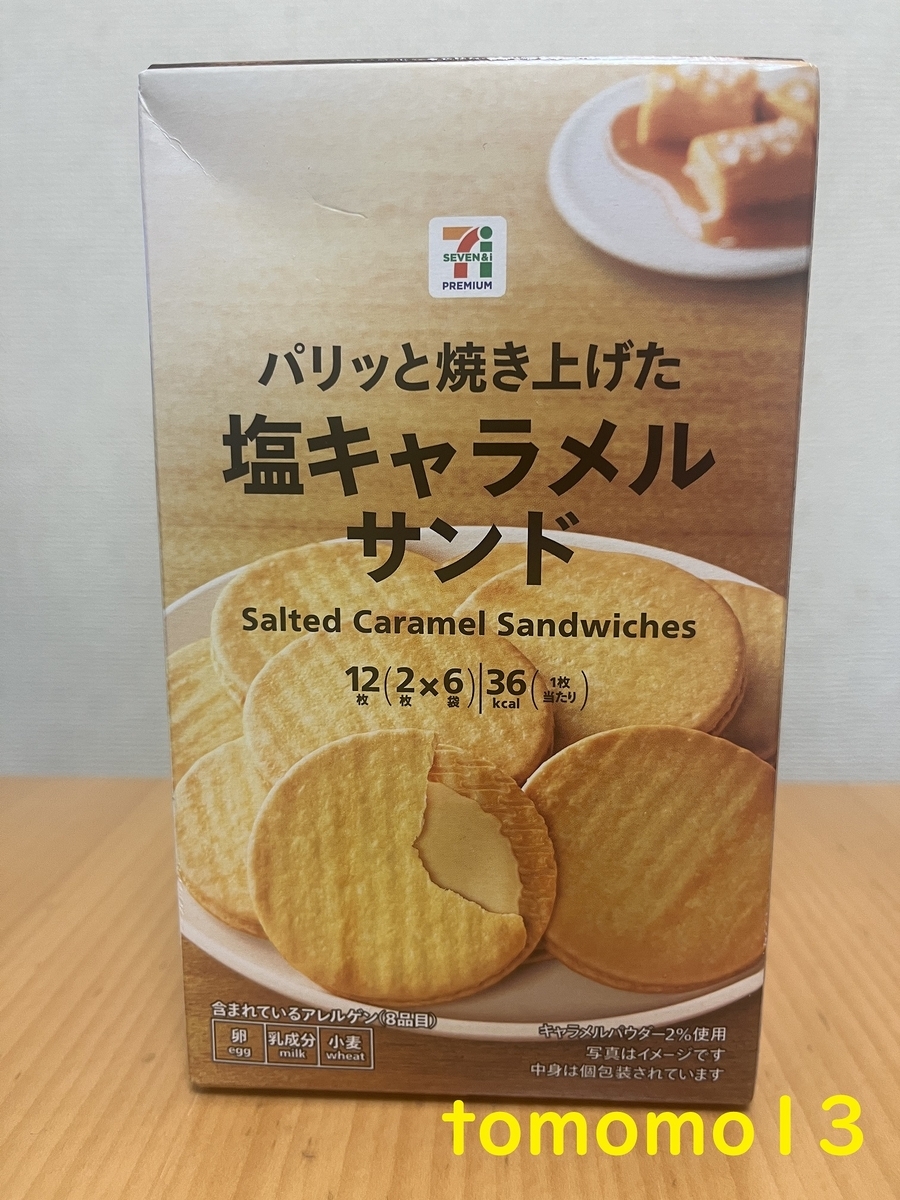 SEVEN&i
PREMIUM
パリッと焼き上げた
塩キャラメル
サンド
Salted Caramel Sandwiches
12枚(2枚×6袋)|36kcal(1枚当たり)
含まれているアレルゲン(8品目)
卵 乳成分 小麦
egg milk wheat
キャラメルパウダー2%使用
写真はイメージです
中身は個包装されています
tomomo13